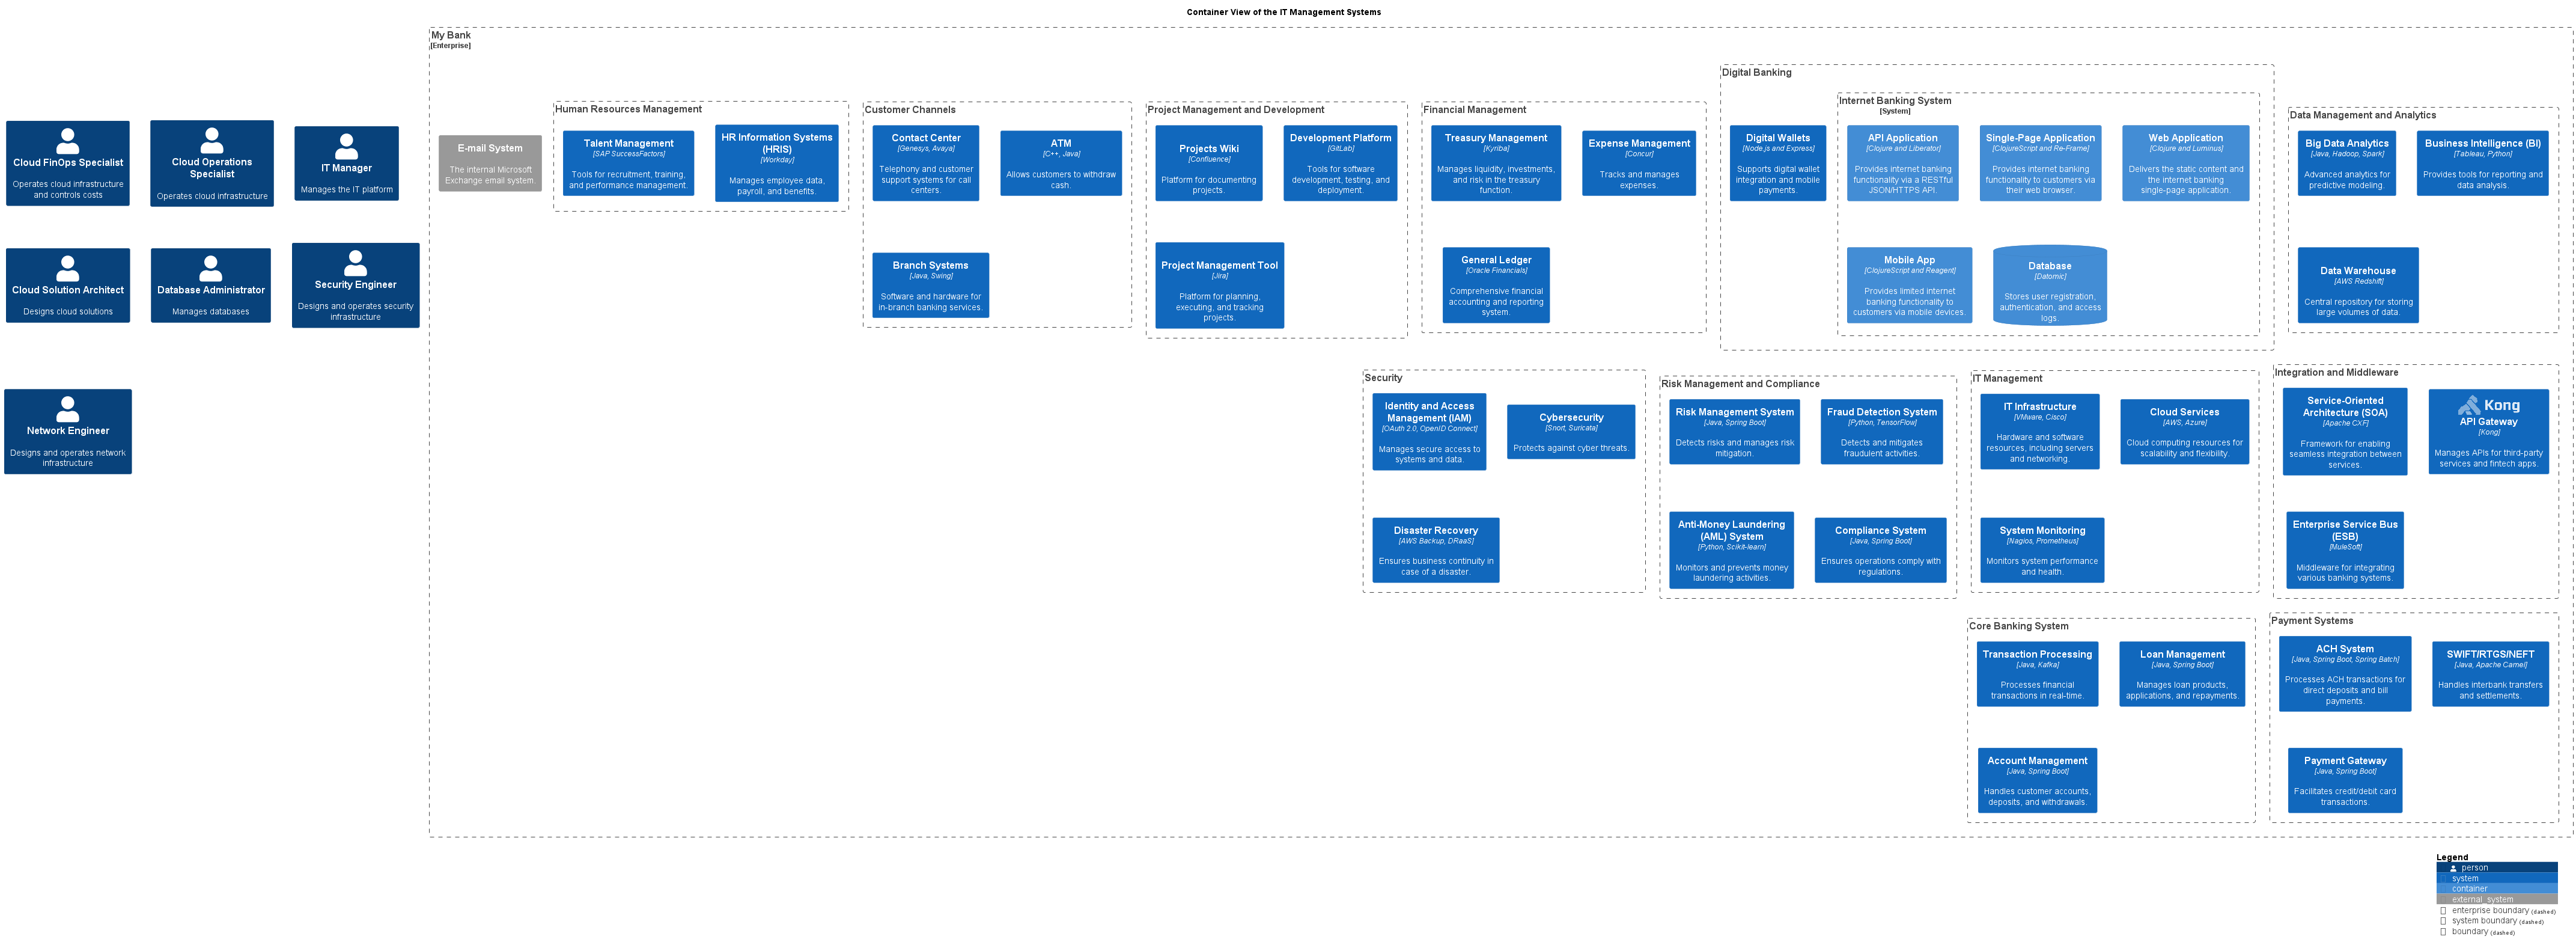 Container View of the IT Management Systems
Cloud FinOps Specialist
Operates cloud infrastructure
and controls costs
Cloud Operations
Specialist
Operates cloud infrastructure
IT Manager
Manages the IT platform
Cloud Solution Architect
Designs cloud solutions
Database Administrator
Manages databases
Security Engineer
Designs and operates security
infrastructure
Network Engineer
Designs and operates network
infrastructure
My Bank
[Enterprise]
E-mail System
The internal Microsoft
Exchange email system.
Human Resources Management
Talent Management
[SAP SuccessFactors]
Tools for recruitment, training,
and performance management.
HR Information Systems
(HRIS)
[Workday]
Manages employee data,
payroll, and benefits.
Customer Channels
Contact Center
[Genesys, Avaya]
Telephony and customer
support systems for call
centers.
ATM
[C++, Java]
Allows customers to withdraw
cash.
Branch Systems
[Java, Swing]
Software and hardware for
in-branch banking services.
Project Management and Development
Projects Wiki
[Confluence]
Platform for documenting
projects.
Development Platform
[GitLab]
Tools for software
development, testing, and
deployment.
Project Management Tool
[Jira]
Platform for planning,
executing, and tracking
projects.
Financial Management
Treasury Management
[Kyriba]
Manages liquidity, investments,
and risk in the treasury
function.
Expense Management
[Concur]
Tracks and manages
expenses.
General Ledger
[Oracle Financials]
Comprehensive financial
accounting and reporting
system.
Digital Banking
Digital Wallets
[Node.js and Express]
Supports digital wallet
integration and mobile
payments.
Internet Banking System
[System]
API Application
[Clojure and Liberator]
Provides internet banking
functionality via a RESTful
JSON/HTTPS API.
Single-Page Application
[ClojureScript and Re-Frame]
Provides internet banking
functionality to customers via
their web browser.
Web Application
[Clojure and Luminus]
Delivers the static content and
the internet banking
single-page application.
Mobile App
[ClojureScript and Reagent]
Provides limited internet
banking functionality to
customers via mobile devices.
Database
[Datomic]
Stores user registration,
authentication, and access
logs.
Data Management and Analytics
Big Data Analytics
[Java, Hadoop, Spark]
Advanced analytics for
predictive modeling.
Business Intelligence (BI)
[Tableau, Python]
Provides tools for reporting and
data analysis.
Data Warehouse
[AWS Redshift]
Central repository for storing
large volumes of data.
Security
Identity and Access
Management (IAM)
[OAuth 2.0, OpenID Connect]
Manages secure access to
systems and data.
Cybersecurity
[Snort, Suricata]
Protects against cyber threats.
Disaster Recovery
[AWS Backup, DRaaS]
Ensures business continuity in
case of a disaster.
Risk Management and Compliance
Risk Management System
[Java, Spring Boot]
Detects risks and manages risk
mitigation.
Fraud Detection System
[Python, TensorFlow]
Detects and mitigates
fraudulent activities.
Anti-Money Laundering
(AML) System
[Python, Scikit-learn]
Monitors and prevents money
laundering activities.
Compliance System
[Java, Spring Boot]
Ensures operations comply with
regulations.
IT Management
IT Infrastructure
[VMware, Cisco]
Hardware and software
resources, including servers
and networking.
Cloud Services
[AWS, Azure]
Cloud computing resources for
scalability and flexibility.
System Monitoring
[Nagios, Prometheus]
Monitors system performance
and health.
Integration and Middleware
Service-Oriented
Architecture (SOA)
[Apache CXF]
Framework for enabling
seamless integration between
services.
Kong
API Gateway
[Kong]
Manages APIs for third-party
services and fintech apps.
Enterprise Service Bus
(ESB)
[MuleSoft]
Middleware for integrating
various banking systems.
Core Banking System
Transaction Processing
[Java, Kafka]
Processes financial
transactions in real-time.
Loan Management
[Java, Spring Boot]
Manages loan products,
applications, and repayments.
Account Management
[Java, Spring Boot]
Handles customer accounts,
deposits, and withdrawals.
Payment Systems
ACH System
[Java, Spring Boot, Spring Batch]
Processes ACH transactions for
direct deposits and bill
payments.
SWIFT/RTGS/NEFT
[Java, Apache Camel]
Handles interbank transfers
and settlements.
Payment Gateway
[Java, Spring Boot]
Facilitates credit/debit card
transactions.
Legend
person
system
container
external_system
enterprise boundary (dashed)
system boundary (dashed)
boundary (dashed)